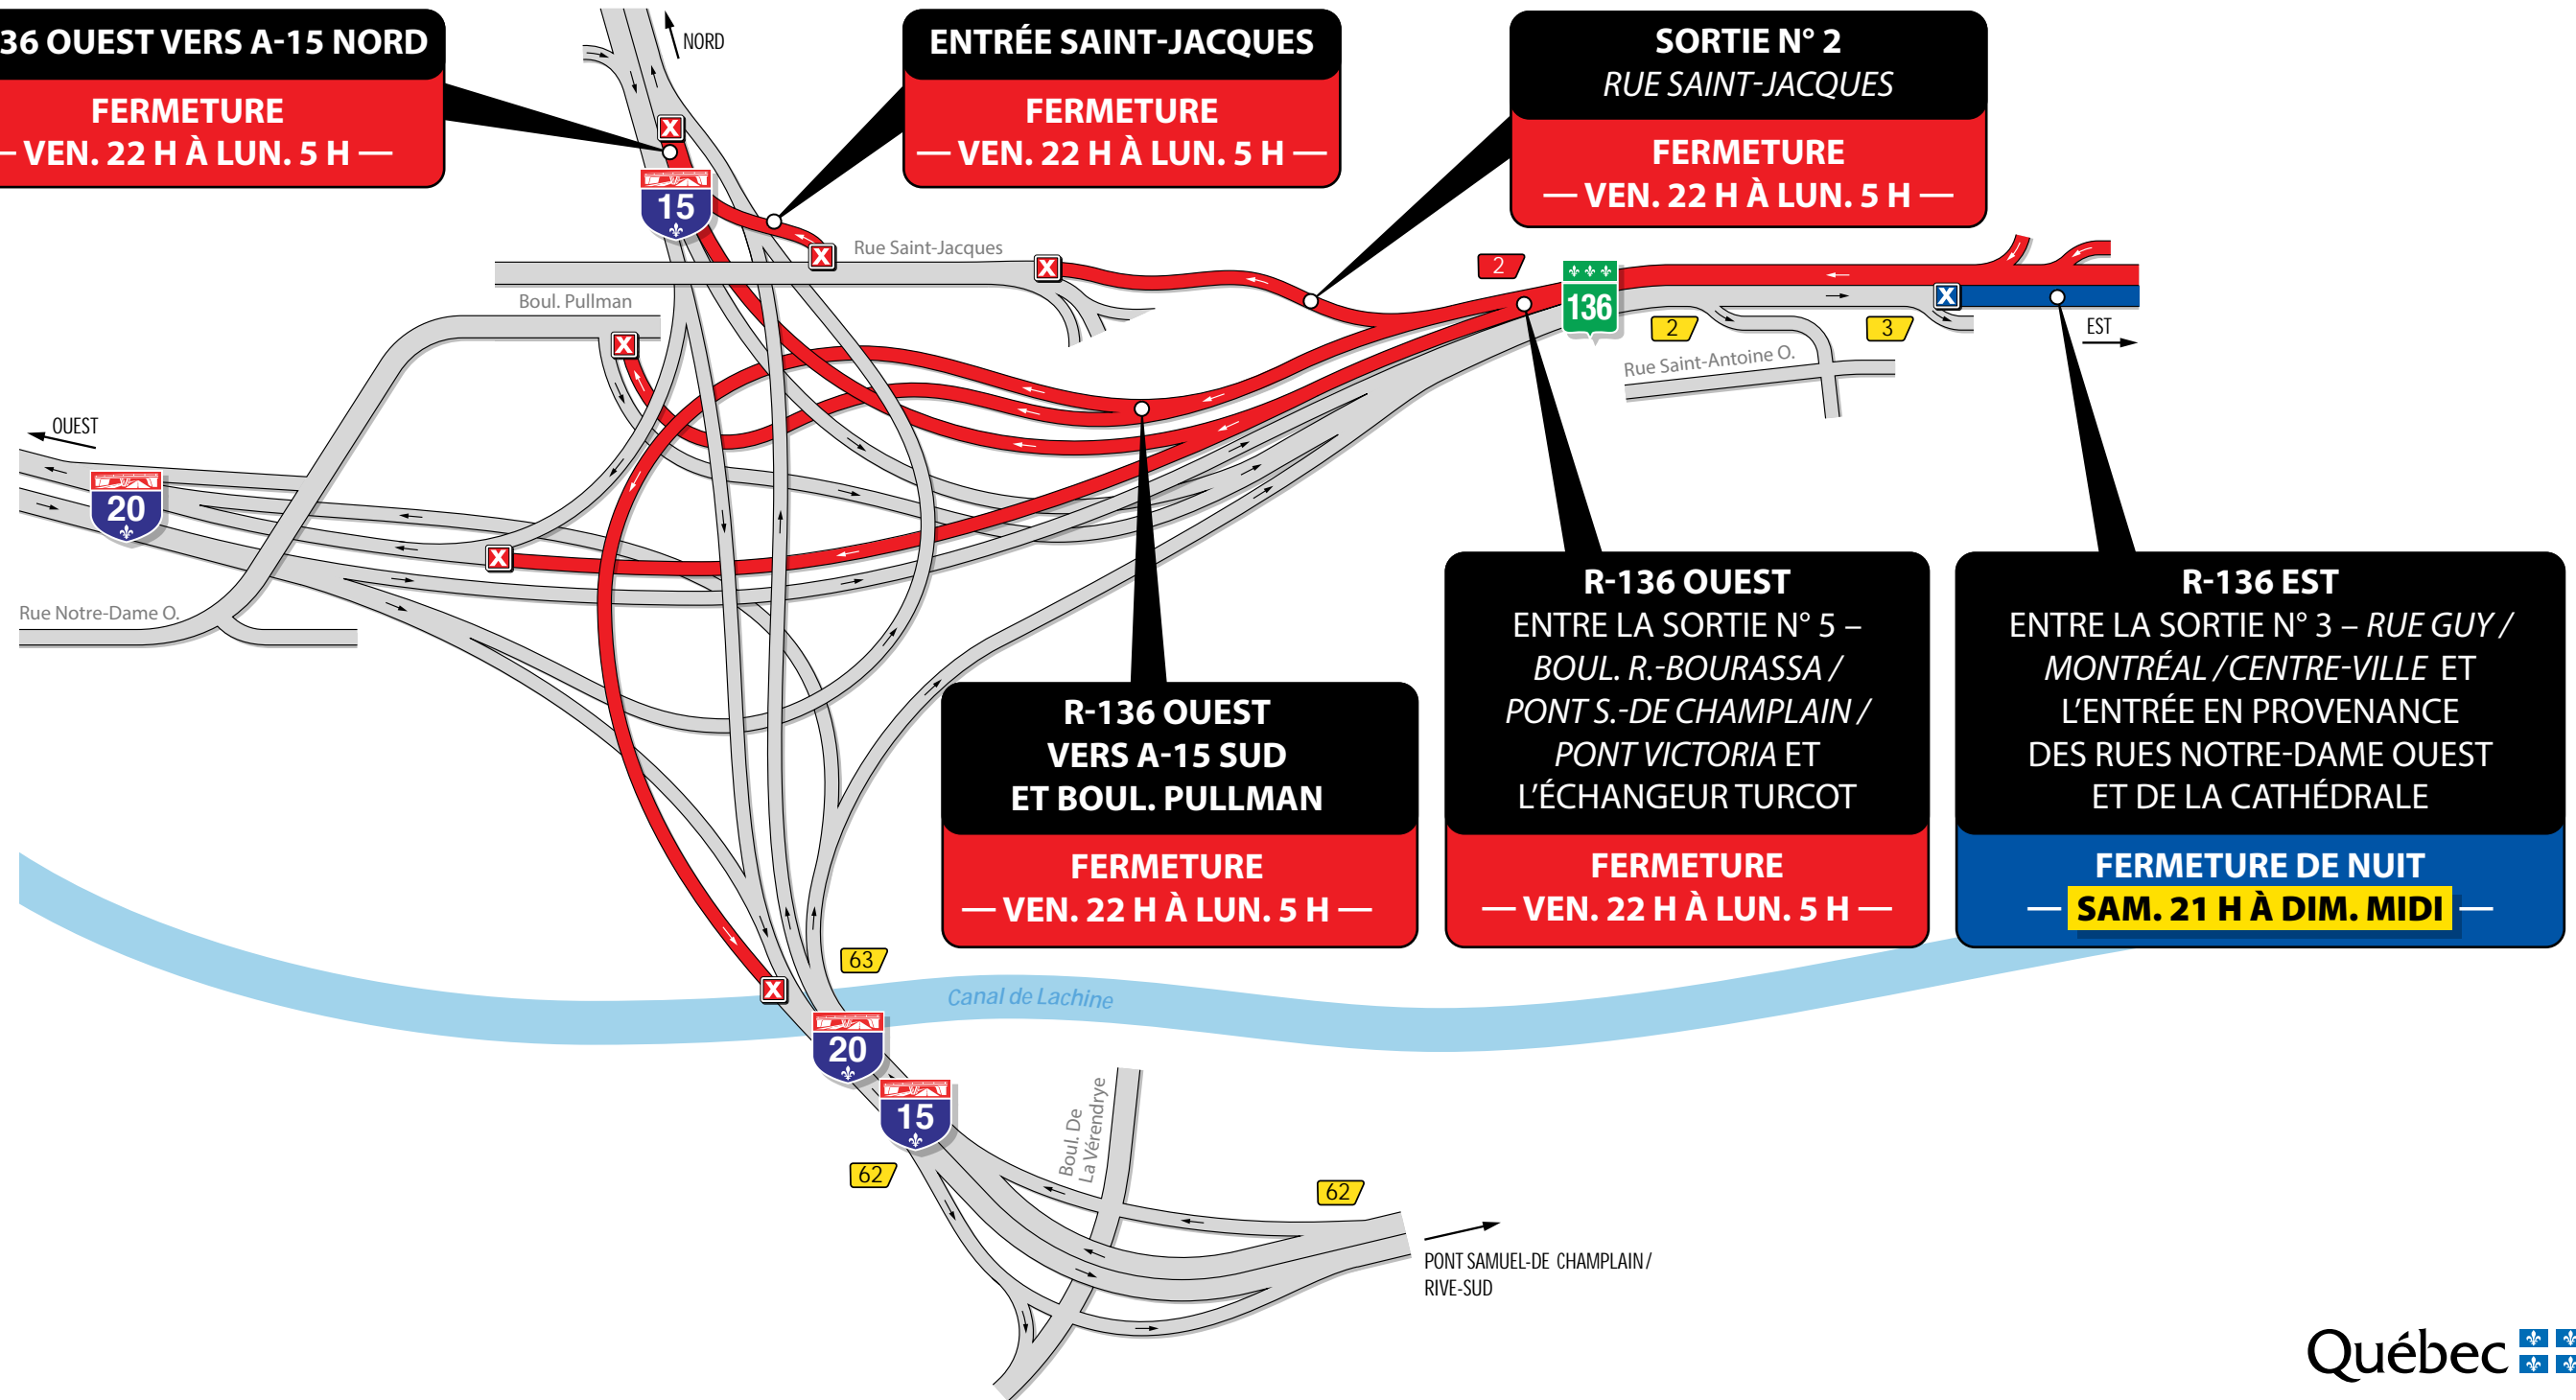 36 OUEST VERS A-15 NORD
FERMETURE
— VEN. 22 H À LUN. 5 H —
NORD
ENTRÉE SAINT-JACQUES
FERMETURE
— VEN. 22 H À LUN. 5 H —
SORTIE N° 2
RUE SAINT-JACQUES
FERMETURE
— VEN. 22 H À LUN. 5 H —
X
15
X
Rue Saint-Jacques
X
2
136
X
2
3
EST
Boul. Pullman
X
Rue Saint-Antoine O.
OUEST
20
X
Rue Notre-Dame O.
R-136 OUEST
VERS A-15 SUD
ET BOUL. PULLMAN
FERMETURE
— VEN. 22 H À LUN. 5 H —
R-136 OUEST
ENTRE LA SORTIE N° 5 –
BOUL. R.-BOURASSA /
PONT S.-DE CHAMPLAIN /
PONT VICTORIA ET
L'ÉCHANGEUR TURCOT
FERMETURE
— VEN. 22 H À LUN. 5 H —
R-136 EST
ENTRE LA SORTIE N° 3 – RUE GUY /
MONTRÉAL / CENTRE-VILLE ET
L'ENTRÉE EN PROVENANCE
DES RUES NOTRE-DAME OUEST
ET DE LA CATHÉDRALE
FERMETURE DE NUIT
— SAM. 21 H À DIM. MIDI —
63
X
Canal de Lachine
20
15
Boul. De
La Vérendrye
62
62
PONT SAMUEL-DE CHAMPLAIN /
RIVE-SUD
Québec